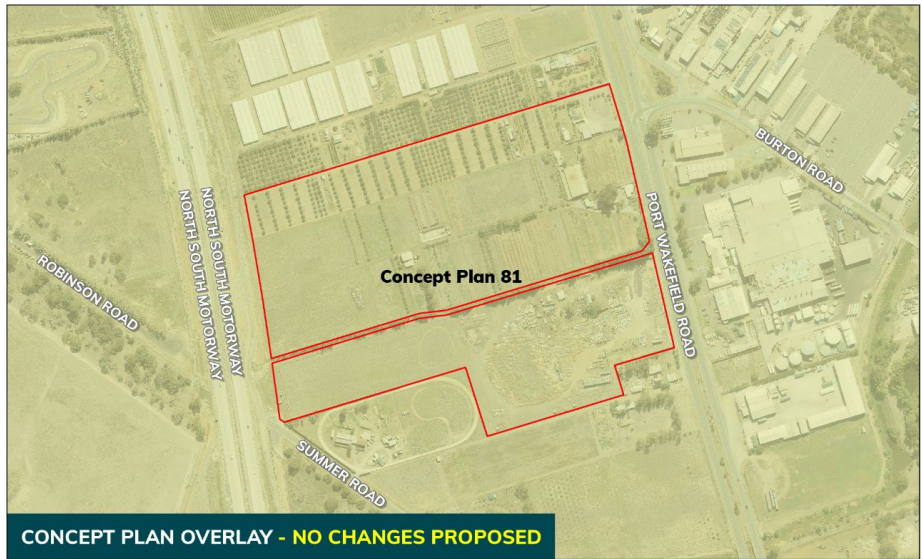 BURTON ROAD
NORTH SOUTH MOTORWAY
NORTH SOUTH MOTORWAY
PORT WAKEFIELD ROAD
ROBINSON ROAD
Concept Plan 81
SUMMER ROAD
CONCEPT PLAN OVERLAY - NO CHANGES PROPOSED